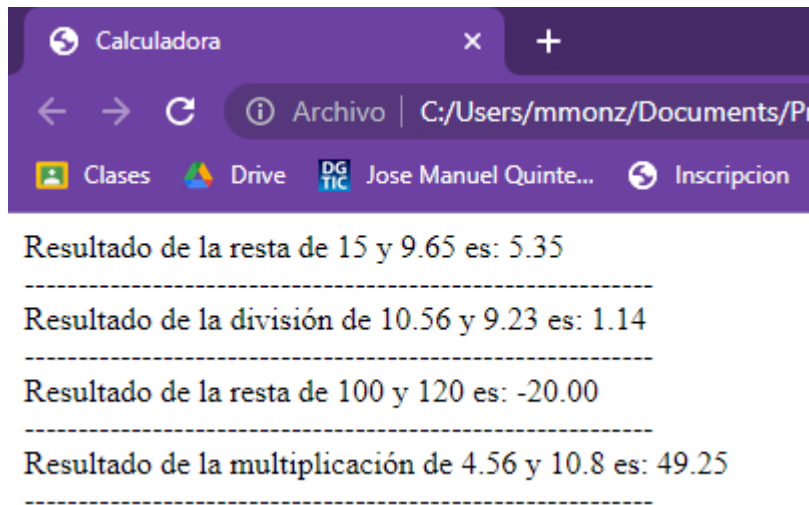 Calculadora
Archivo | C:/Users/mmonz/Documents/Pr
Clases Drive DGTIC Jose Manuel Quinte... Inscripcion
Resultado de la resta de 15 y 9.65 es: 5.35
----------------------------------------------------------
Resultado de la división de 10.56 y 9.23 es: 1.14
----------------------------------------------------------
Resultado de la resta de 100 y 120 es: -20.00
----------------------------------------------------------
Resultado de la multiplicación de 4.56 y 10.8 es: 49.25
----------------------------------------------------------